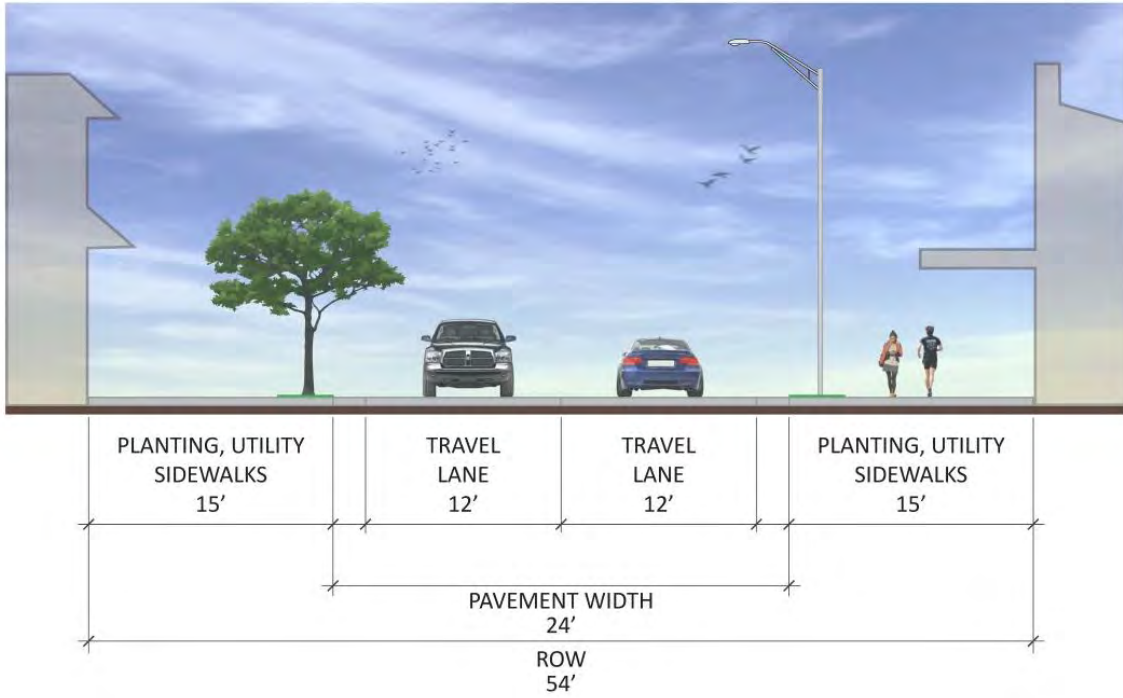 PLANTING, UTILITY
SIDEWALKS
15’
TRAVEL
LANE
12’
TRAVEL
LANE
12’
PLANTING, UTILITY
SIDEWALKS
15’
PAVEMENT WIDTH
24’
ROW
54’